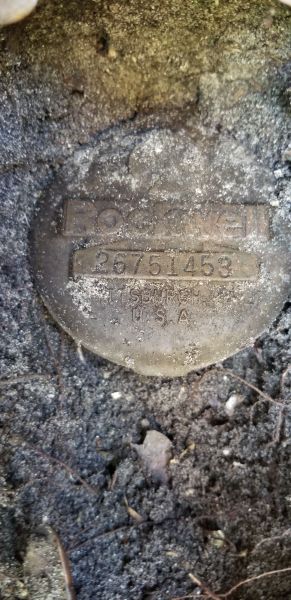 Rockwell
26751453
PITTSBURGH
U.S.A.